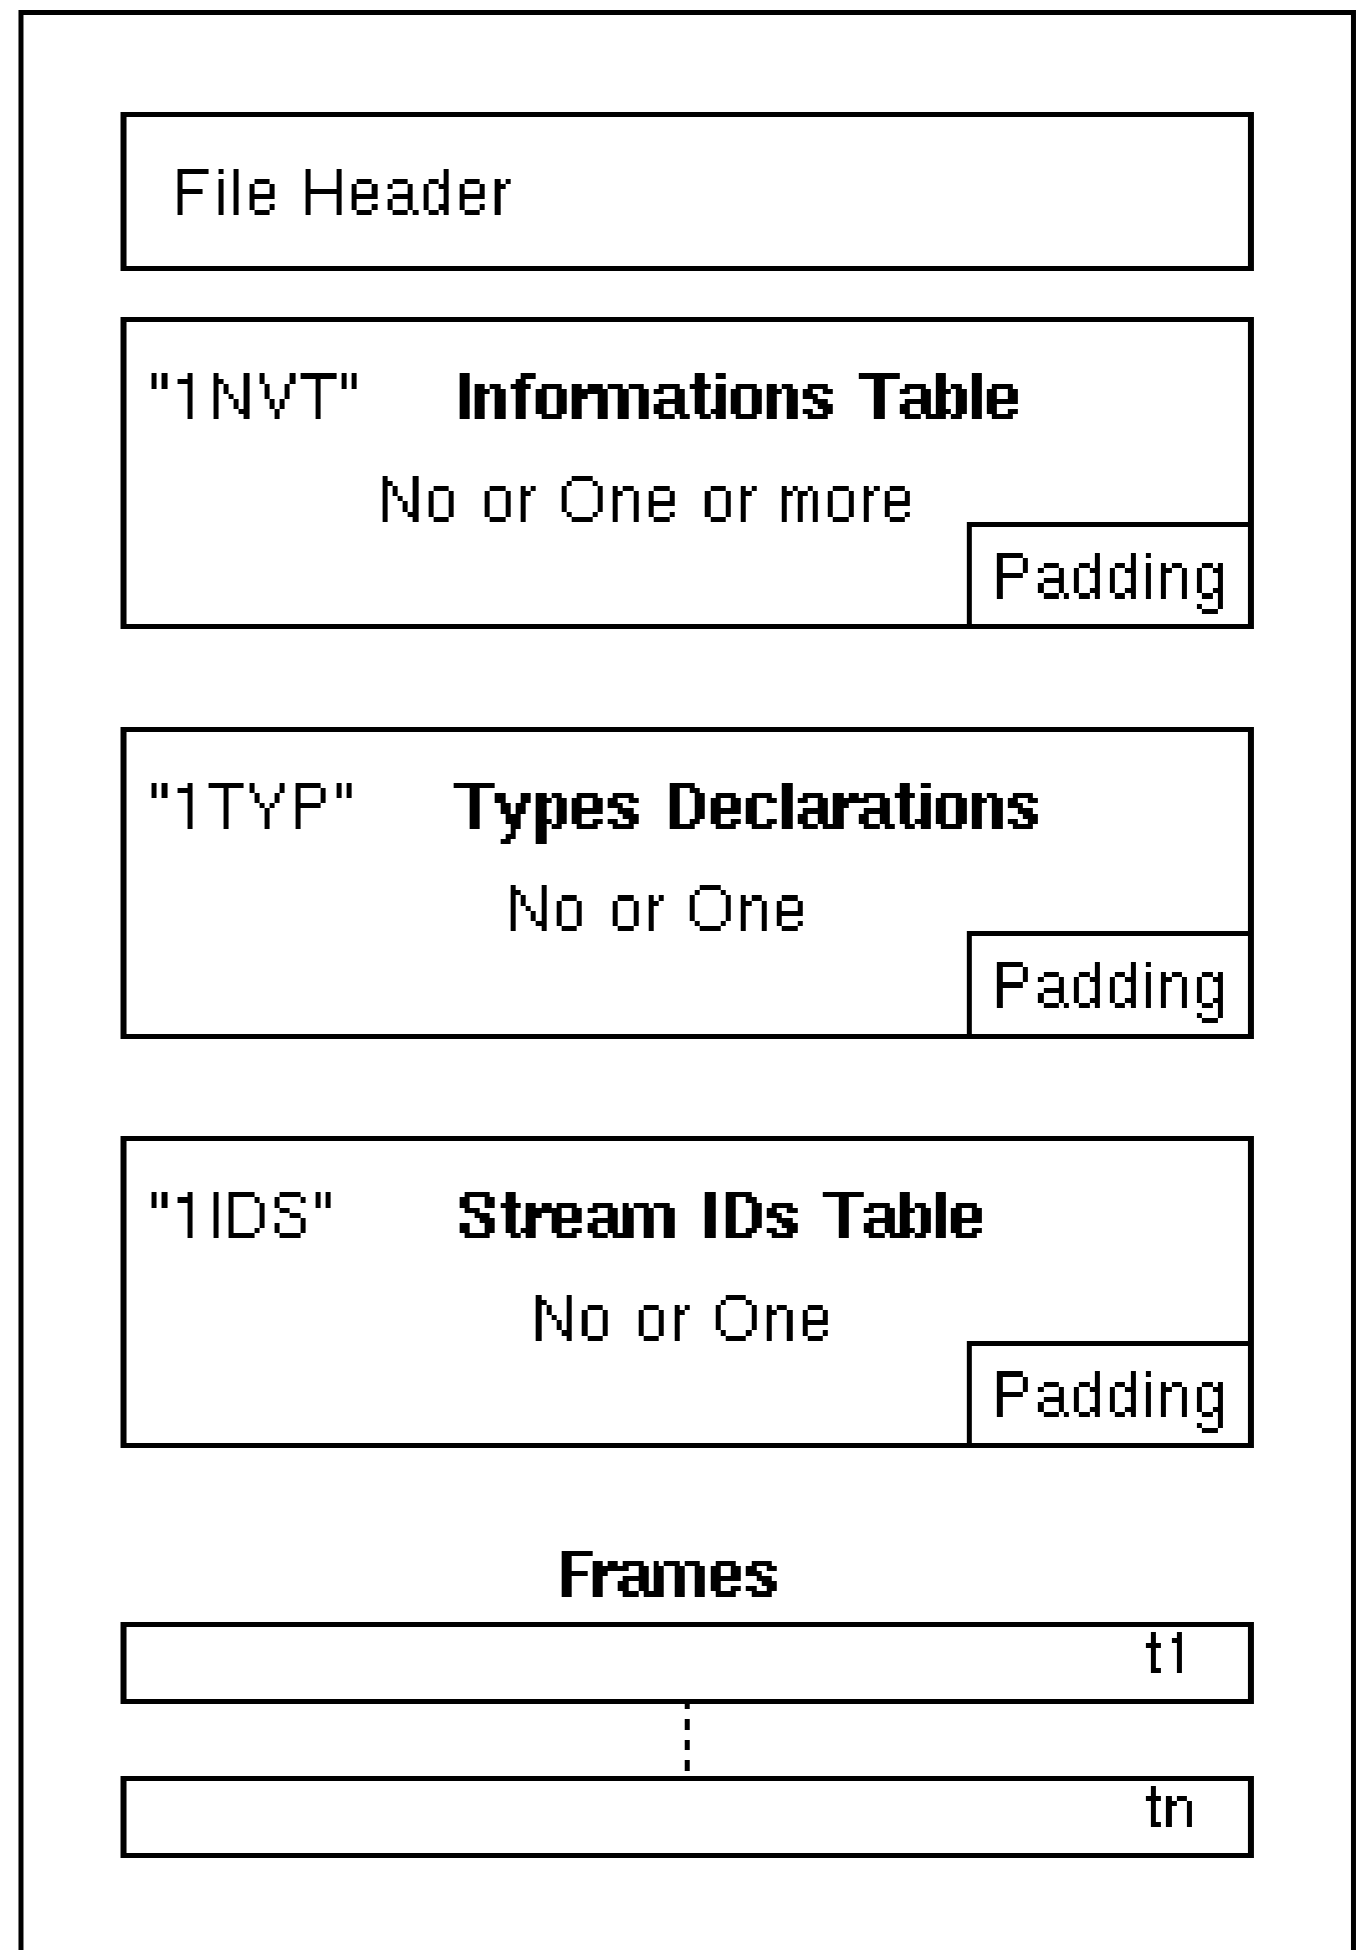 File Header
"1NVT" Informations Table
No or One or more
Padding
"1TYP" Types Declarations
No or One
Padding
"1IDS" Stream IDs Table
No or One
Padding
Frames
t1
tn